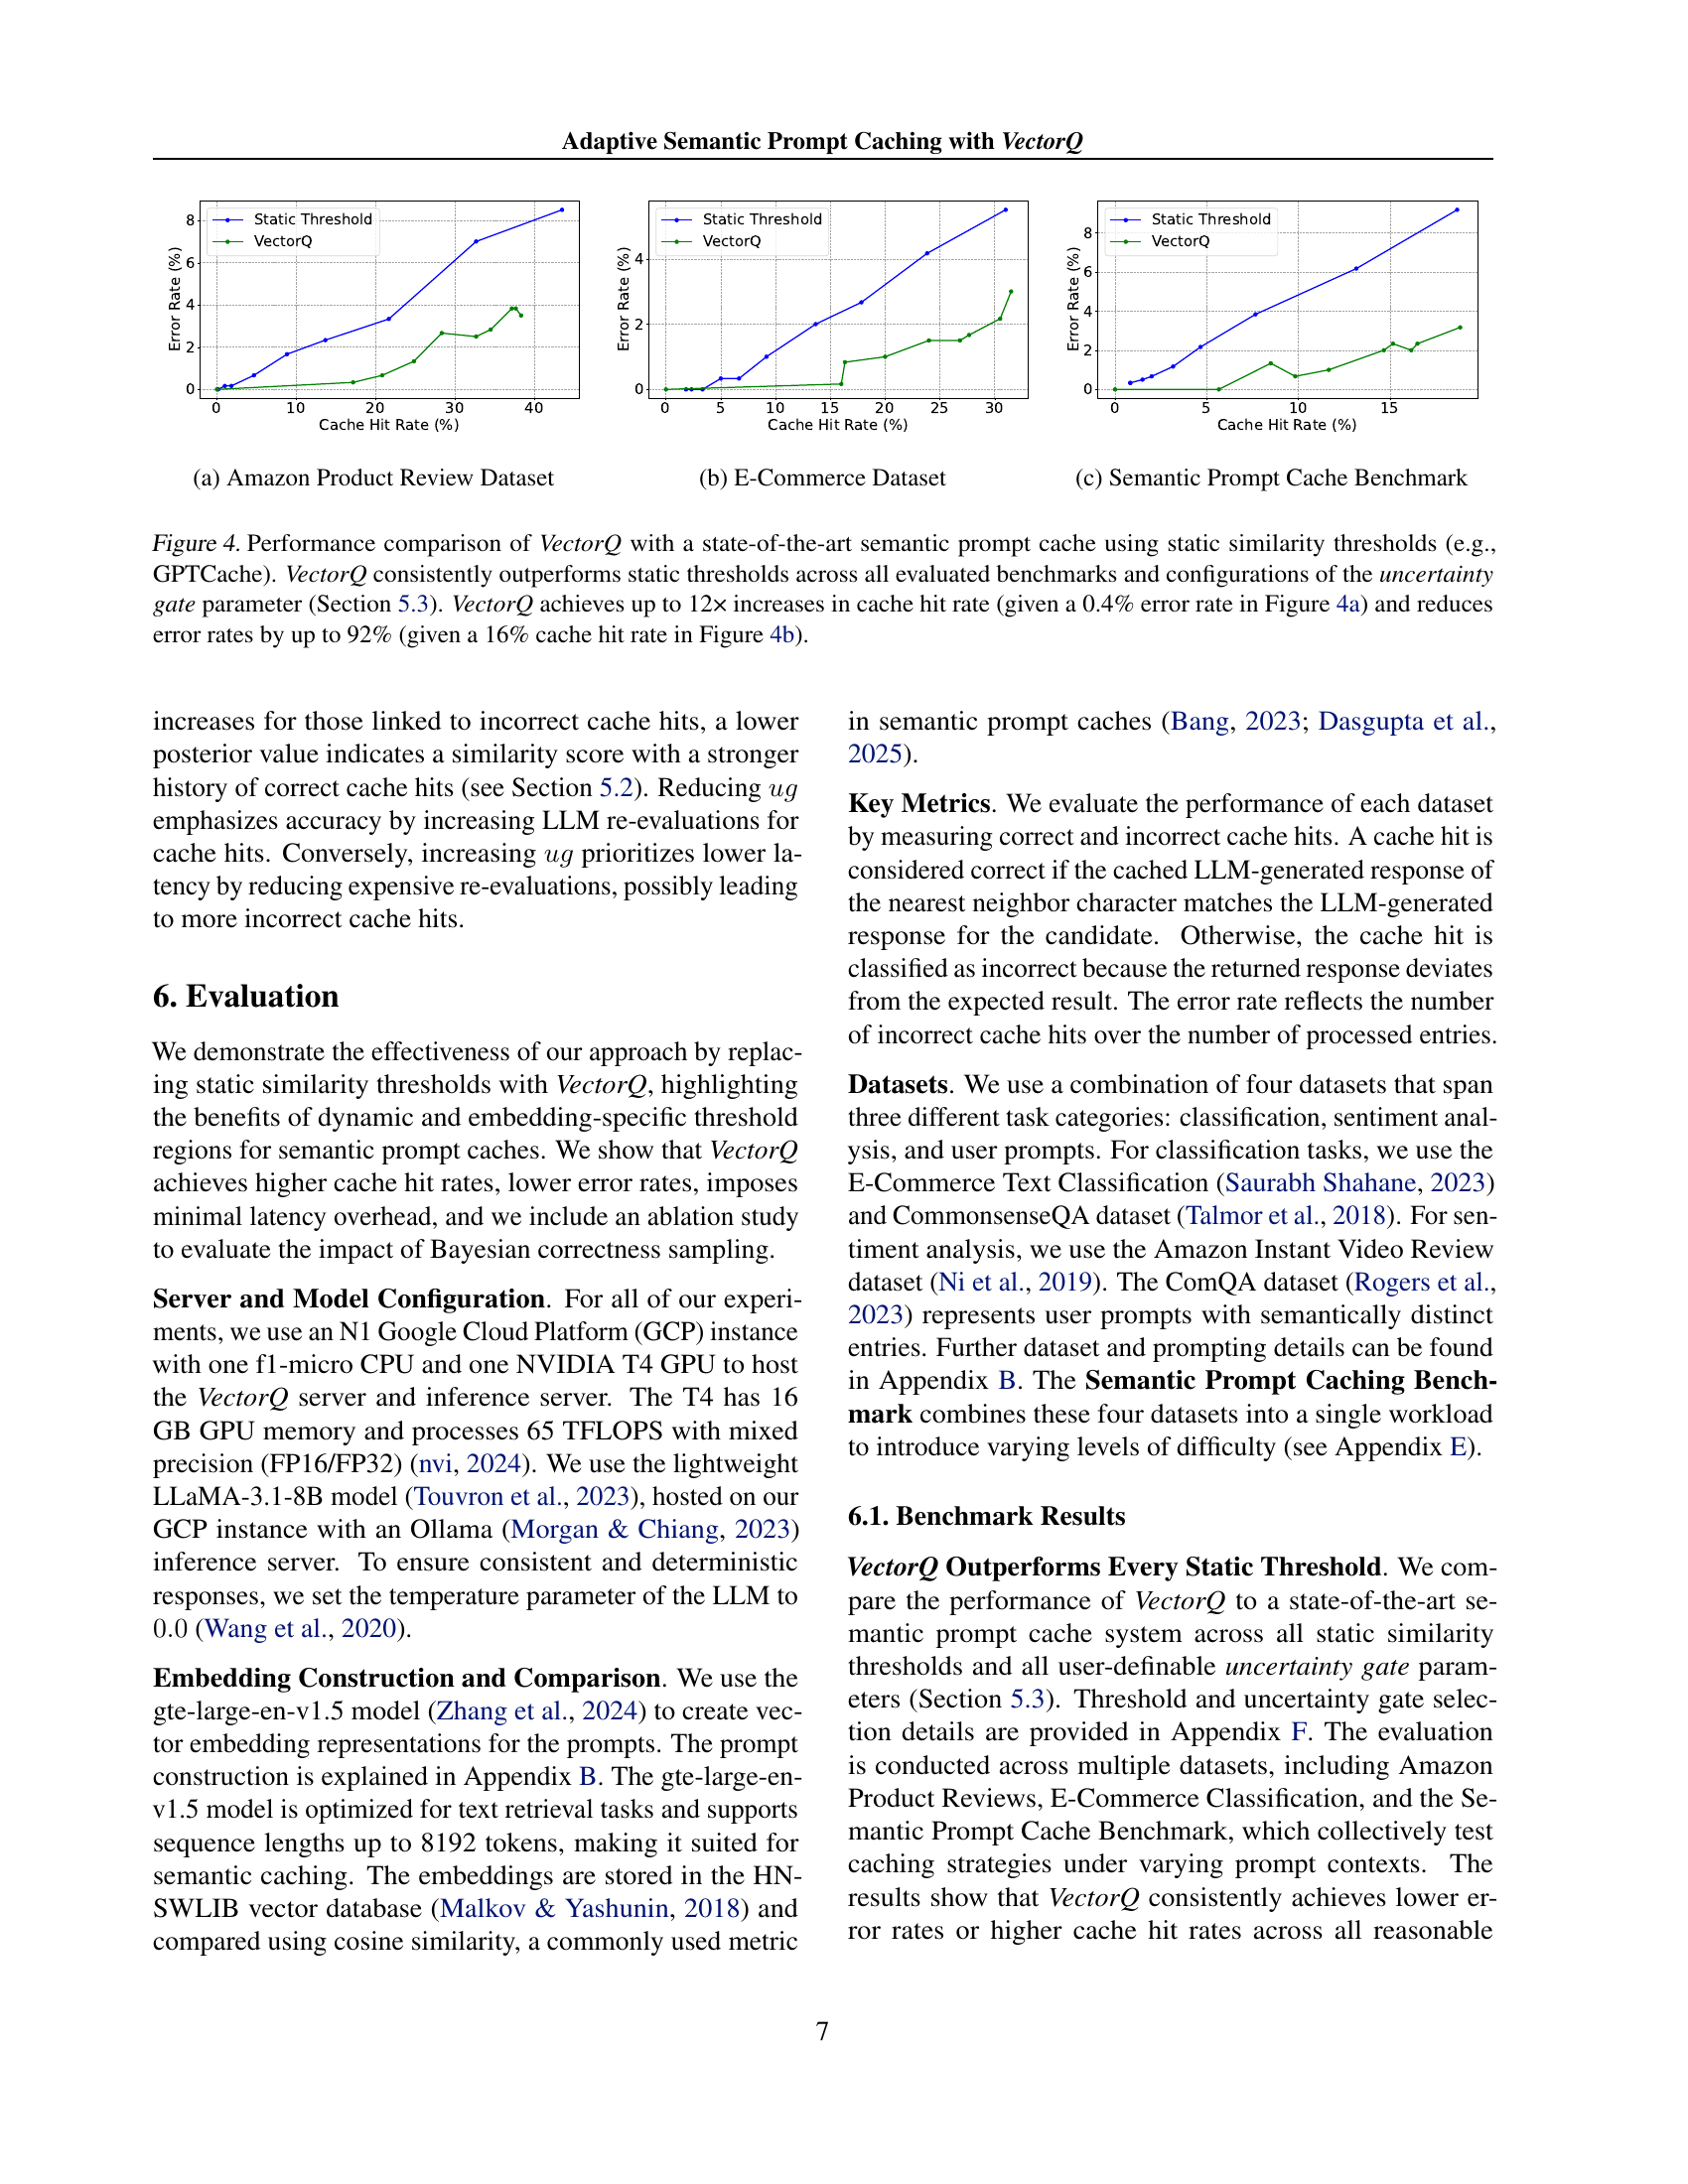 Adaptive Semantic Prompt Caching with VectorQ
Static Threshold
VectorQ
Error Rate (%)
8
6
4
2
0
0 10 20 30 40
Cache Hit Rate (%)
(a) Amazon Product Review Dataset
Static Threshold
VectorQ
Error Rate (%)
4
2
0
0 5 10 15 20 25 30
Cache Hit Rate (%)
(b) E-Commerce Dataset
Static Threshold
VectorQ
Error Rate (%)
8
6
4
2
0
0 5 10 15
Cache Hit Rate (%)
(c) Semantic Prompt Cache Benchmark
Figure 4. Performance comparison of VectorQ with a state-of-the-art semantic prompt cache using static similarity thresholds (e.g.,
GPTCache). VectorQ consistently outperforms static thresholds across all evaluated benchmarks and configurations of the uncertainty
gate parameter (Section 5.3). VectorQ achieves up to 12× increases in cache hit rate (given a 0.4% error rate in Figure 4a) and reduces
error rates by up to 92% (given a 16% cache hit rate in Figure 4b).
increases for those linked to incorrect cache hits, a lower
posterior value indicates a similarity score with a stronger
history of correct cache hits (see Section 5.2). Reducing ug
emphasizes accuracy by increasing LLM re-evaluations for
cache hits. Conversely, increasing ug prioritizes lower la-
tency by reducing expensive re-evaluations, possibly leading
to more incorrect cache hits.
6. Evaluation
We demonstrate the effectiveness of our approach by replac-
ing static similarity thresholds with VectorQ, highlighting
the benefits of dynamic and embedding-specific threshold
regions for semantic prompt caches. We show that VectorQ
achieves higher cache hit rates, lower error rates, imposes
minimal latency overhead, and we include an ablation study
to evaluate the impact of Bayesian correctness sampling.
Server and Model Configuration. For all of our experi-
ments, we use an N1 Google Cloud Platform (GCP) instance
with one f1-micro CPU and one NVIDIA T4 GPU to host
the VectorQ server and inference server. The T4 has 16
GB GPU memory and processes 65 TFLOPS with mixed
precision (FP16/FP32) (nvi, 2024). We use the lightweight
LLaMA-3.1-8B model (Touvron et al., 2023), hosted on our
GCP instance with an Ollama (Morgan & Chiang, 2023)
inference server. To ensure consistent and deterministic
responses, we set the temperature parameter of the LLM to
0.0 (Wang et al., 2020).
Embedding Construction and Comparison. We use the
gte-large-en-v1.5 model (Zhang et al., 2024) to create vec-
tor embedding representations for the prompts. The prompt
construction is explained in Appendix B. The gte-large-en-
v1.5 model is optimized for text retrieval tasks and supports
sequence lengths up to 8192 tokens, making it suited for
semantic caching. The embeddings are stored in the HN-
SWLIB vector database (Malkov & Yashunin, 2018) and
compared using cosine similarity, a commonly used metric
in semantic prompt caches (Bang, 2023; Dasgupta et al.,
2025).
Key Metrics. We evaluate the performance of each dataset
by measuring correct and incorrect cache hits. A cache hit is
considered correct if the cached LLM-generated response of
the nearest neighbor character matches the LLM-generated
response for the candidate. Otherwise, the cache hit is
classified as incorrect because the returned response deviates
from the expected result. The error rate reflects the number
of incorrect cache hits over the number of processed entries.
Datasets. We use a combination of four datasets that span
three different task categories: classification, sentiment anal-
ysis, and user prompts. For classification tasks, we use the
E-Commerce Text Classification (Saurabh Shahane, 2023)
and CommonsenseQA dataset (Talmor et al., 2018). For sen-
timent analysis, we use the Amazon Instant Video Review
dataset (Ni et al., 2019). The ComQA dataset (Rogers et al.,
2023) represents user prompts with semantically distinct
entries. Further dataset and prompting details can be found
in Appendix B. The Semantic Prompt Caching Bench-
mark combines these four datasets into a single workload
to introduce varying levels of difficulty (see Appendix E).
6.1. Benchmark Results
VectorQ Outperforms Every Static Threshold. We com-
pare the performance of VectorQ to a state-of-the-art se-
mantic prompt cache system across all static similarity
thresholds and all user-definable uncertainty gate param-
eters (Section 5.3). Threshold and uncertainty gate selec-
tion details are provided in Appendix F. The evaluation
is conducted across multiple datasets, including Amazon
Product Reviews, E-Commerce Classification, and the Se-
mantic Prompt Cache Benchmark, which collectively test
caching strategies under varying prompt contexts. The
results show that VectorQ consistently achieves lower er-
ror rates or higher cache hit rates across all reasonable
7